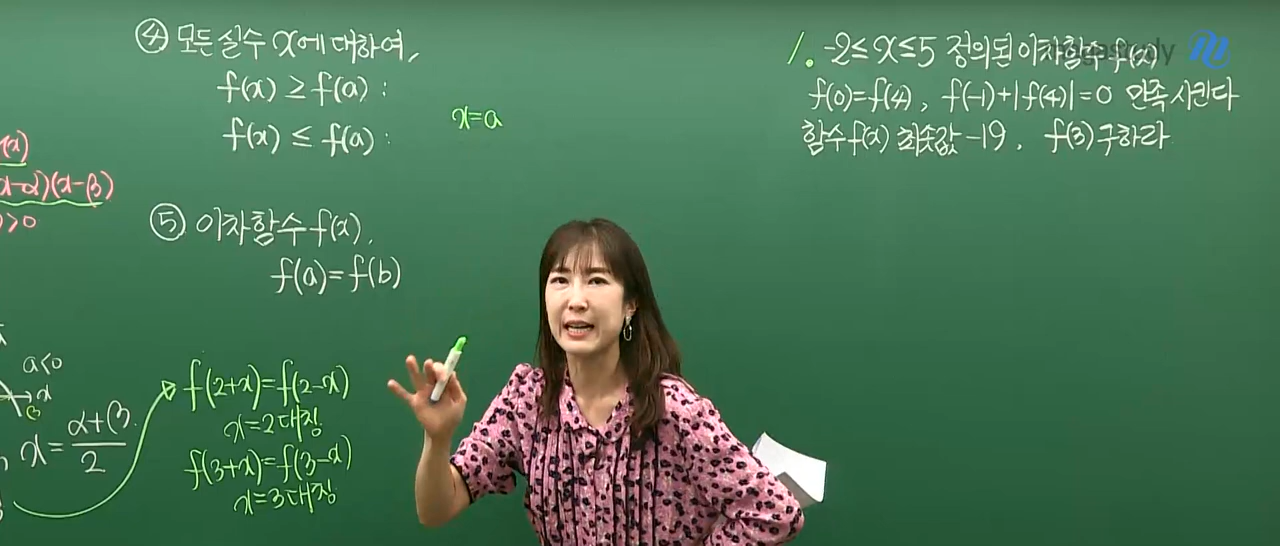 ④ 모든 실수 x에 대하여,
f(x) ≥ f(a) :
f(x) ≤ f(a) :
x=a
(x)
x-α)(x-β)
>0
⑤ 이차함수 f(x),
f(a)=f(b)
a<0
x
β
x = (α+β)/2
f(2+x)=f(2-x)
x=2대칭
f(3+x)=f(3-x)
x=3대칭
1. -2≤x≤5 정의된 이차함수 f(x)
f(0)=f(4), f(-1)+|f(4)|=0 만족시킨다
함수 f(x) 최솟값 -19, f(3) 구하라
megastudy